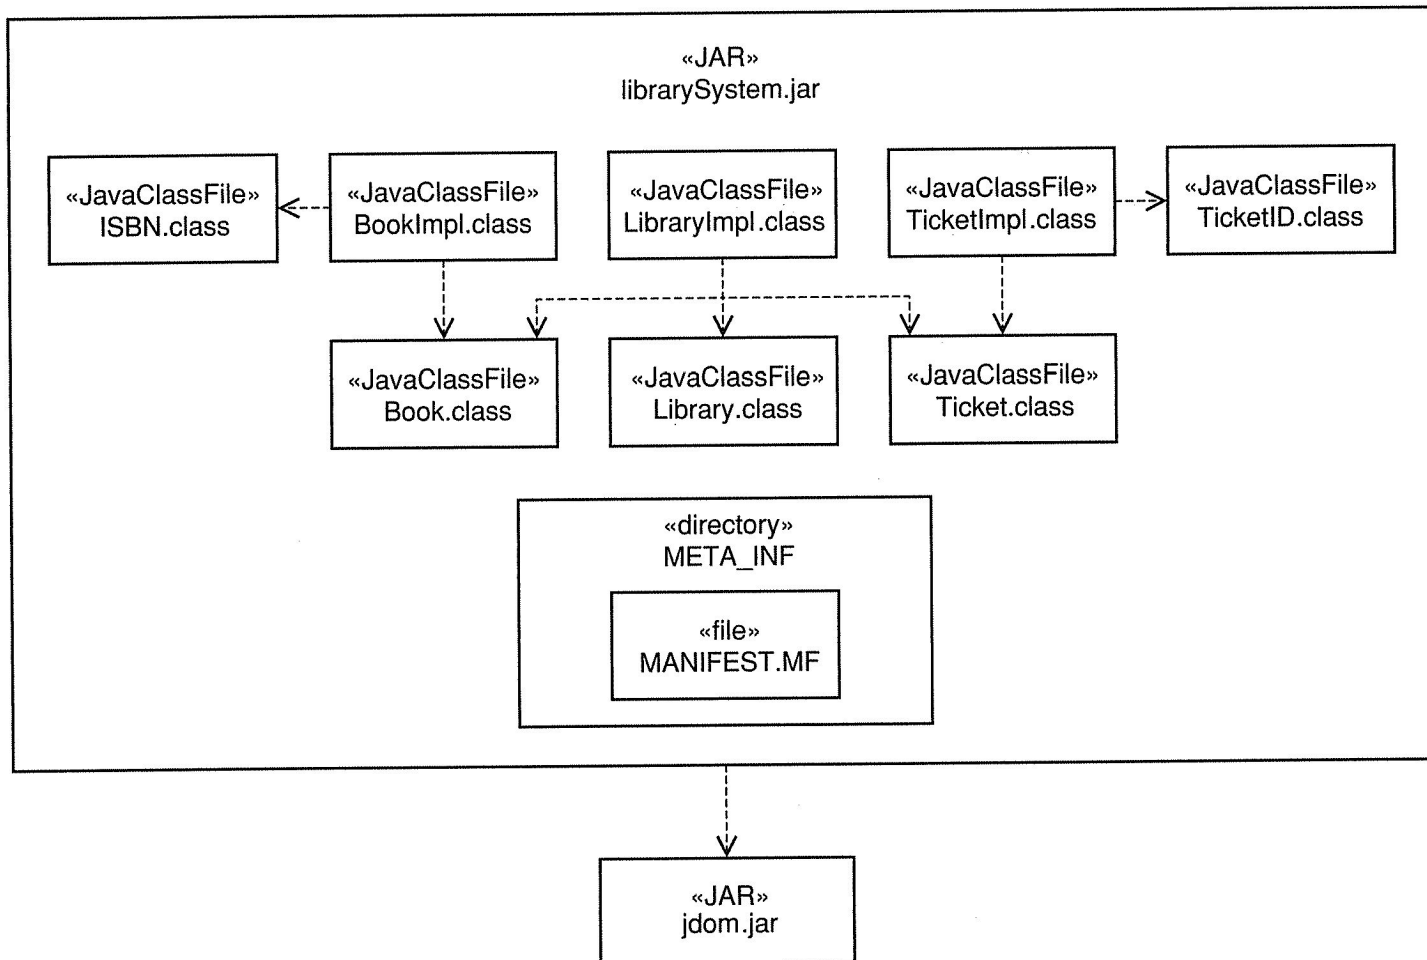 «JAR»
librarySystem.jar
«JavaClassFile»
ISBN.class
«JavaClassFile»
BookImpl.class
«JavaClassFile»
LibraryImpl.class
«JavaClassFile»
TicketImpl.class
«JavaClassFile»
TicketID.class
«JavaClassFile»
Book.class
«JavaClassFile»
Library.class
«JavaClassFile»
Ticket.class
«directory»
META_INF
«file»
MANIFEST.MF
«JAR»
jdom.jar